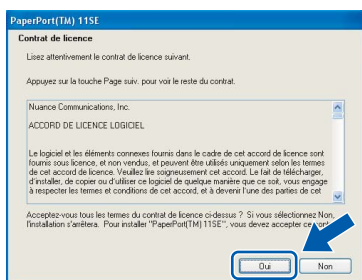 PaperPort(TM) 11SE
Contrat de licence
Lisez attentivement le contrat de licence suivant.
Appuyez sur la touche Page suiv. pour voir le reste du contrat.
Nuance Communications, Inc.
ACCORD DE LICENCE LOGICIEL
Le logiciel et les éléments connexes fournis dans le cadre de cet accord de licence sont
fournis sous licence, et non vendus, et peuvent être utilisés uniquement selon les termes
de cet accord de licence. Veuillez lire soigneusement cet accord. Le fait de télécharger,
d'installer, de copier ou d'utiliser ce logiciel de quelque manière que ce soit, vous engage
à respecter les termes et conditions de cet accord, et à devenir l'une des parties de cet
Acceptez-vous tous les termes du contrat de licence ci-dessus ? Si vous sélectionnez Non,
l'installation s'arrêtera. Pour installer "PaperPort(TM) 11SE", vous devez accepter ce
Oui
Non